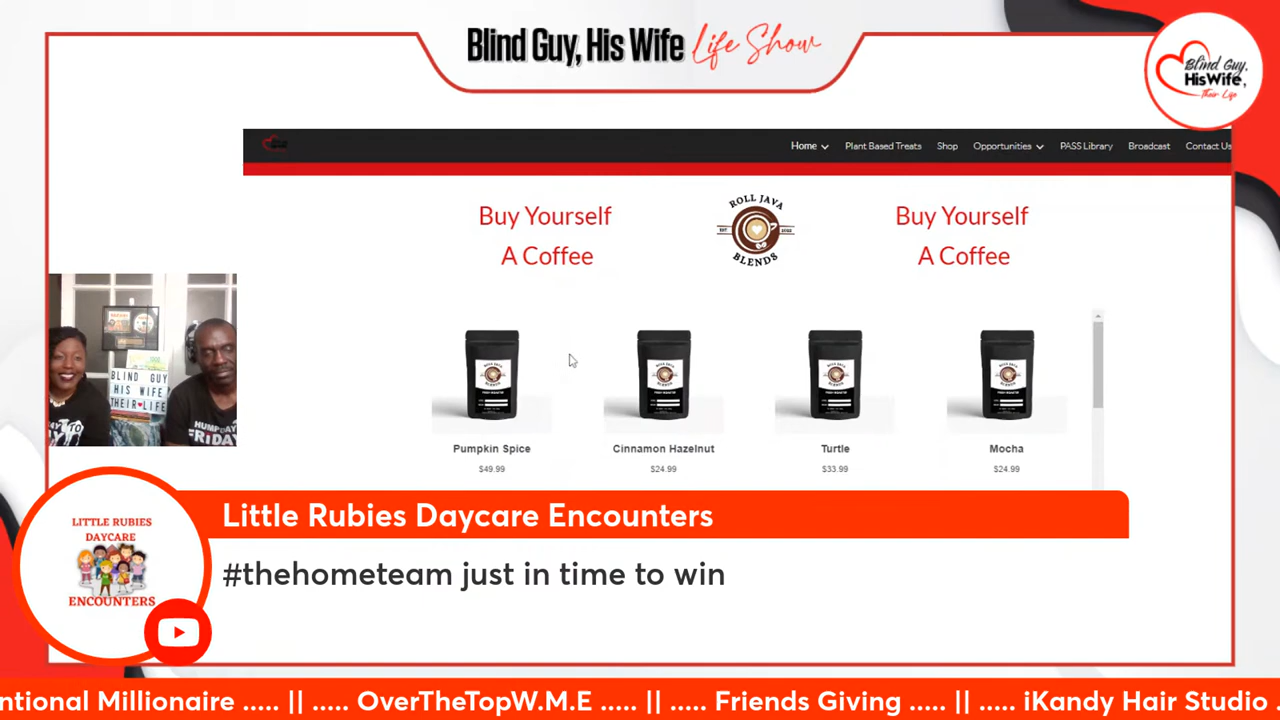 Blind Guy, His Wife Life Show
Blind Guy,
His Wife,
Their Life
Home
Plant Based Treats
Shop
Opportunities
PASS Library
Broadcast
Contact Us
Buy Yourself
A Coffee
ROLL JAVA
BLENDS
Buy Yourself
A Coffee
Pumpkin Spice
$49.99
Cinnamon Hazelnut
$24.99
Turtle
$33.99
Mocha
$24.99
BLIND GUY
HIS WIFE
THEIR LIFE
TO
HUMPDAY
FRIDAY
LITTLE RUBIES
DAYCARE
ENCOUNTERS
Little Rubies Daycare Encounters
#thehometeam just in time to win
ntional Millionaire ..... || ..... OverTheTopW.M.E ..... || ..... Friends Giving ..... || ..... iKandy Hair Studio .